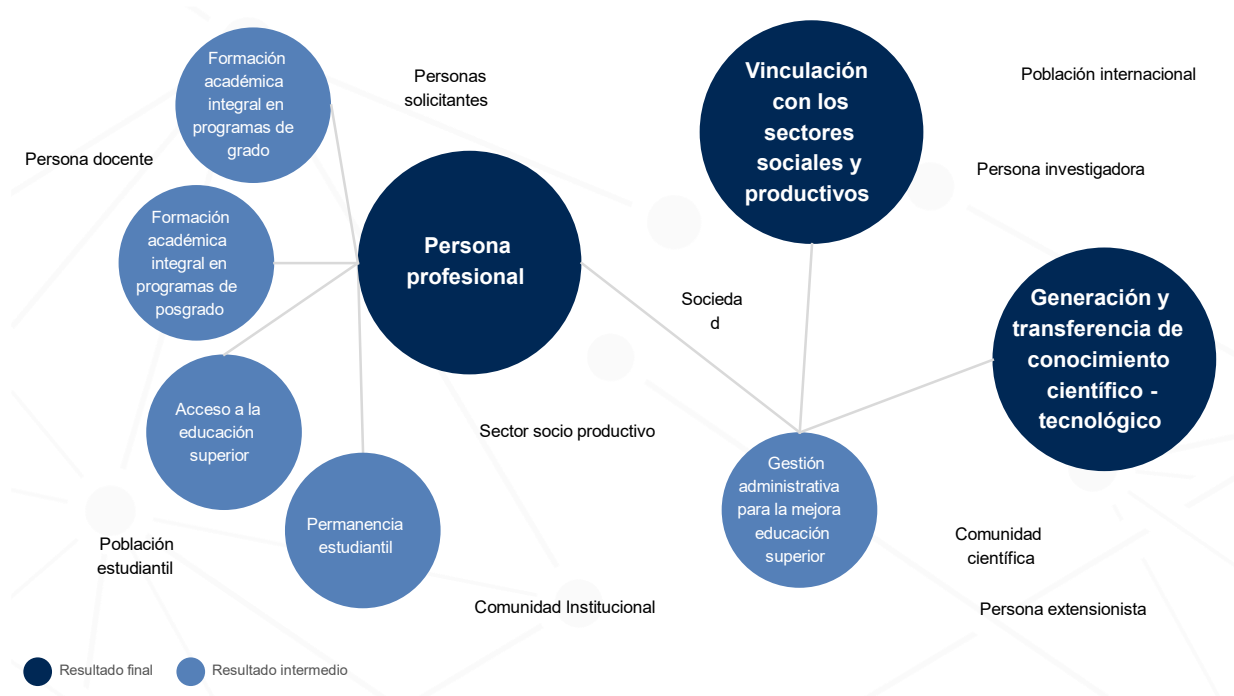 Formación
académica
integral en
programas de
grado
Personas
solicitantes
Vinculación
con los
sectores
sociales y
productivos
Población internacional
Persona docente
Persona investigadora
Formación
académica
integral en
programas de
posgrado
Persona
profesional
Socieda
d
Generación y
transferencia de
conocimiento
científico -
tecnológico
Acceso a la
educación
superior
Sector socio productivo
Gestión
administrativa
para la mejora
educación
superior
Permanencia
estudiantil
Población
estudiantil
Comunidad
científica
Comunidad Institucional
Persona extensionista
Resultado final
Resultado intermedio